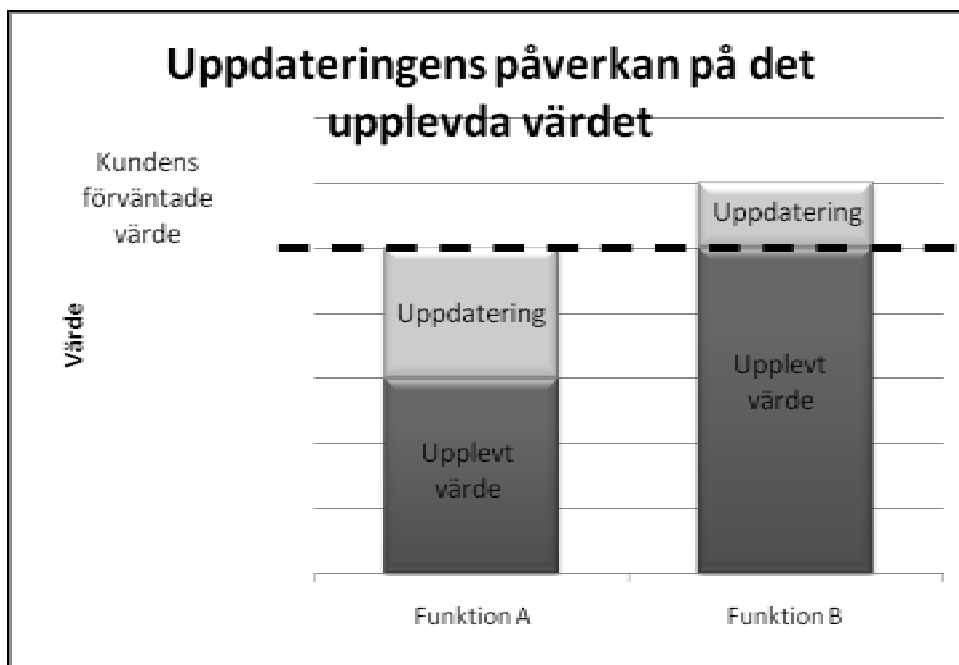 Uppdateringens påverkan på det
upplevda värdet
Kundens
förväntade
värde
Värde
Uppdatering
Upplevt
värde
Uppdatering
Upplevt
värde
Funktion A
Funktion B